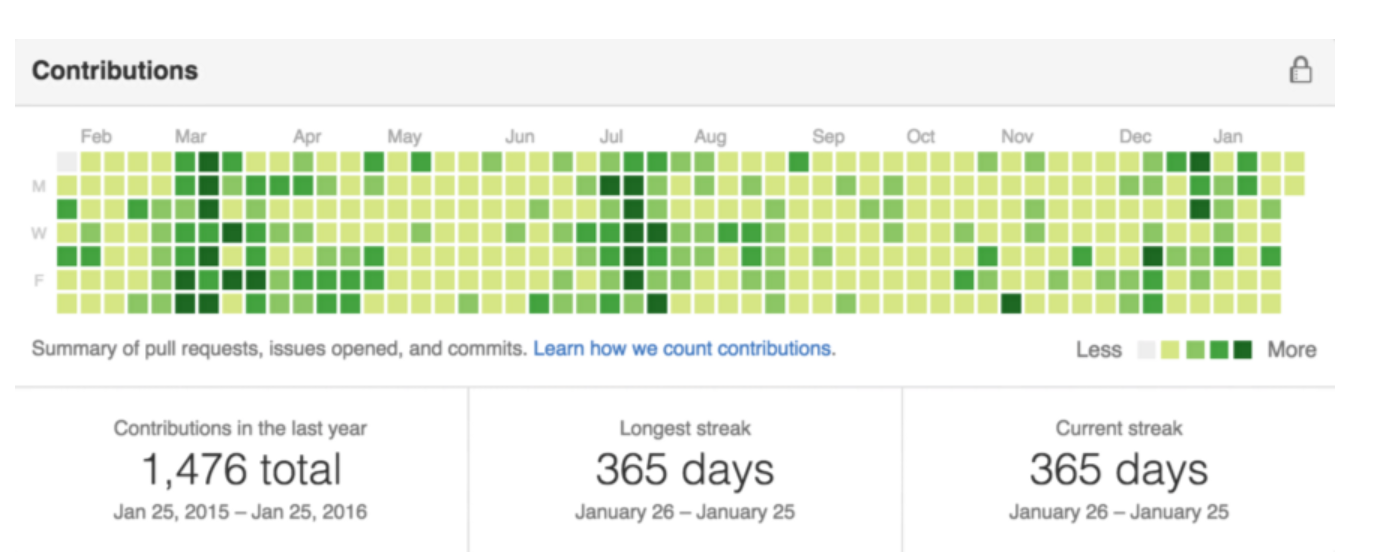 Contributions
Feb Mar Apr May Jun Jul Aug Sep Oct Nov Dec Jan
M
W
F
Summary of pull requests, issues opened, and commits. Learn how we count contributions.
Less More
Contributions in the last year
1,476 total
Jan 25, 2015 – Jan 25, 2016
Longest streak
365 days
January 26 – January 25
Current streak
365 days
January 26 – January 25